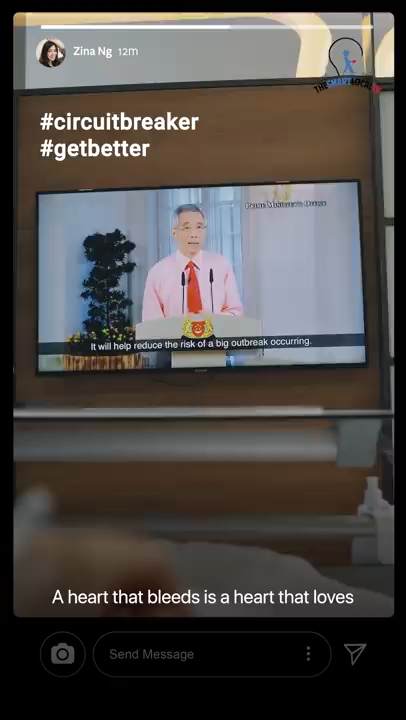 Zina Ng 12m
THESMARTLOCAL TV
#circuitbreaker
#getbetter
PRIME MINISTER'S OFFICE
It will help reduce the risk of a big outbreak occurring.
A heart that bleeds is a heart that loves
Send Message